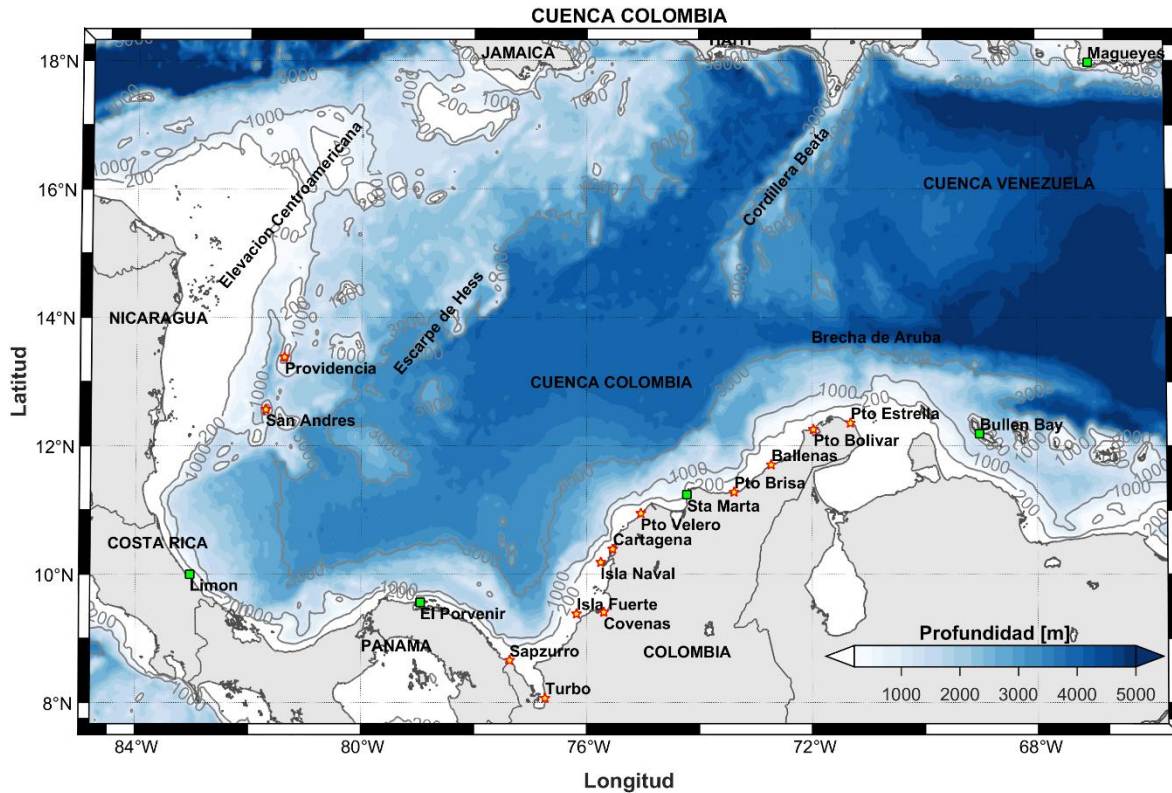 CUENCA COLOMBIA
JAMAICA
HAITI
Magueyes
18°N
16°N
14°N
12°N
10°N
8°N
Latitud
Elevacion Centroamericana
Cordillera Beata
CUENCA VENEZUELA
NICARAGUA
Escarpe de Hess
Brecha de Aruba
Providencia
CUENCA COLOMBIA
San Andres
Pto Estrella
Bullen Bay
Pto Bolivar
Ballenas
Pto Brisa
Sta Marta
Pto Velero
Cartagena
COSTA RICA
Isla Naval
Limon
Isla Fuerte
El Porvenir
Covenas
PANAMA
Sapzurro
COLOMBIA
Profundidad [m]
Turbo
1000 2000 3000 4000 5000
84°W 80°W 76°W 72°W 68°W
Longitud